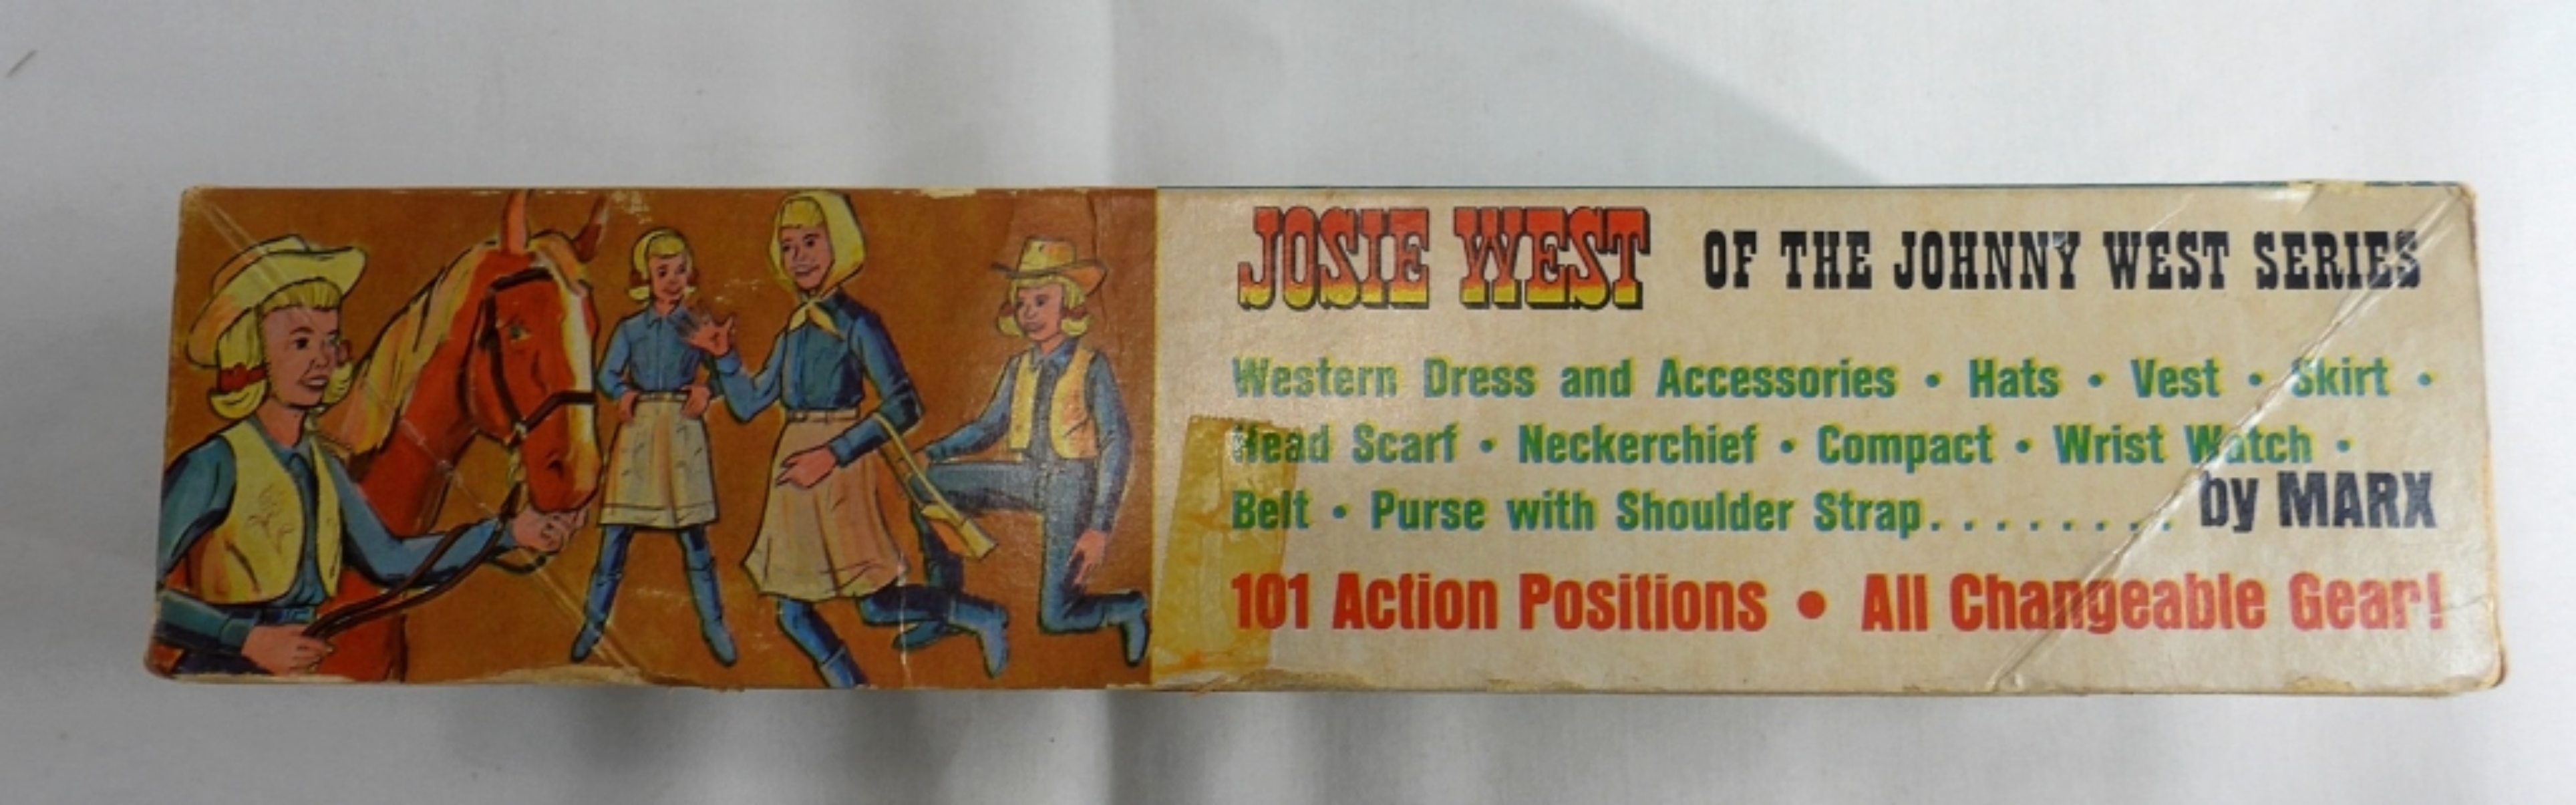 JOSIE WEST OF THE JOHNNY WEST SERIES
Western Dress and Accessories • Hats • Vest • Skirt •
Head Scarf • Neckerchief • Compact • Wrist Watch •
Belt • Purse with Shoulder Strap........ by MARX
101 Action Positions • All Changeable Gear!